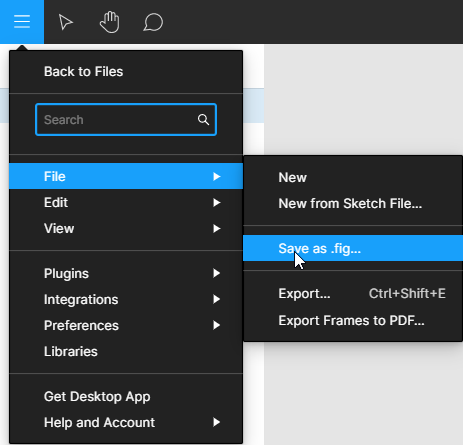 Back to Files
Search
File
Edit
View
Plugins
Integrations
Preferences
Libraries
Get Desktop App
Help and Account
New
New from Sketch File...
Save as .fig...
Export... Ctrl+Shift+E
Export Frames to PDF...